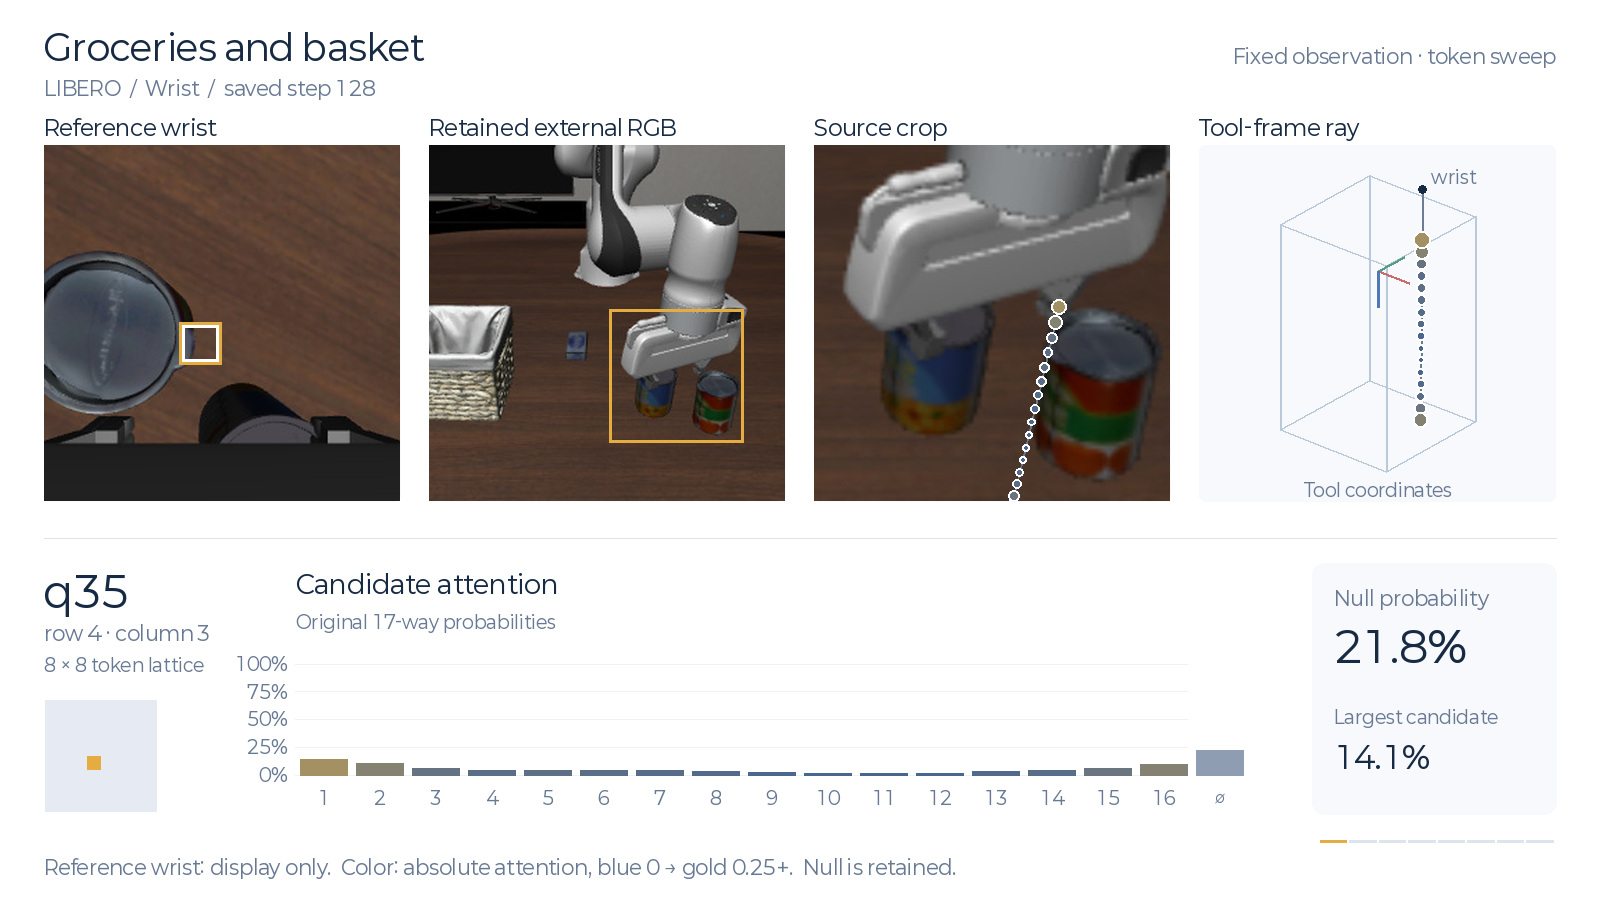 Groceries and basket
LIBERO / Wrist / saved step 128
Fixed observation · token sweep
Reference wrist
Retained external RGB
Source crop
Tool-frame ray
wrist
Tool coordinates
q35
row 4 · column 3
8 × 8 token lattice
Candidate attention
Original 17-way probabilities
100%
75%
50%
25%
0%
1 2 3 4 5 6 7 8 9 10 11 12 13 14 15 16 ø
Null probability
21.8%
Largest candidate
14.1%
Reference wrist: display only. Color: absolute attention, blue 0 → gold 0.25+. Null is retained.